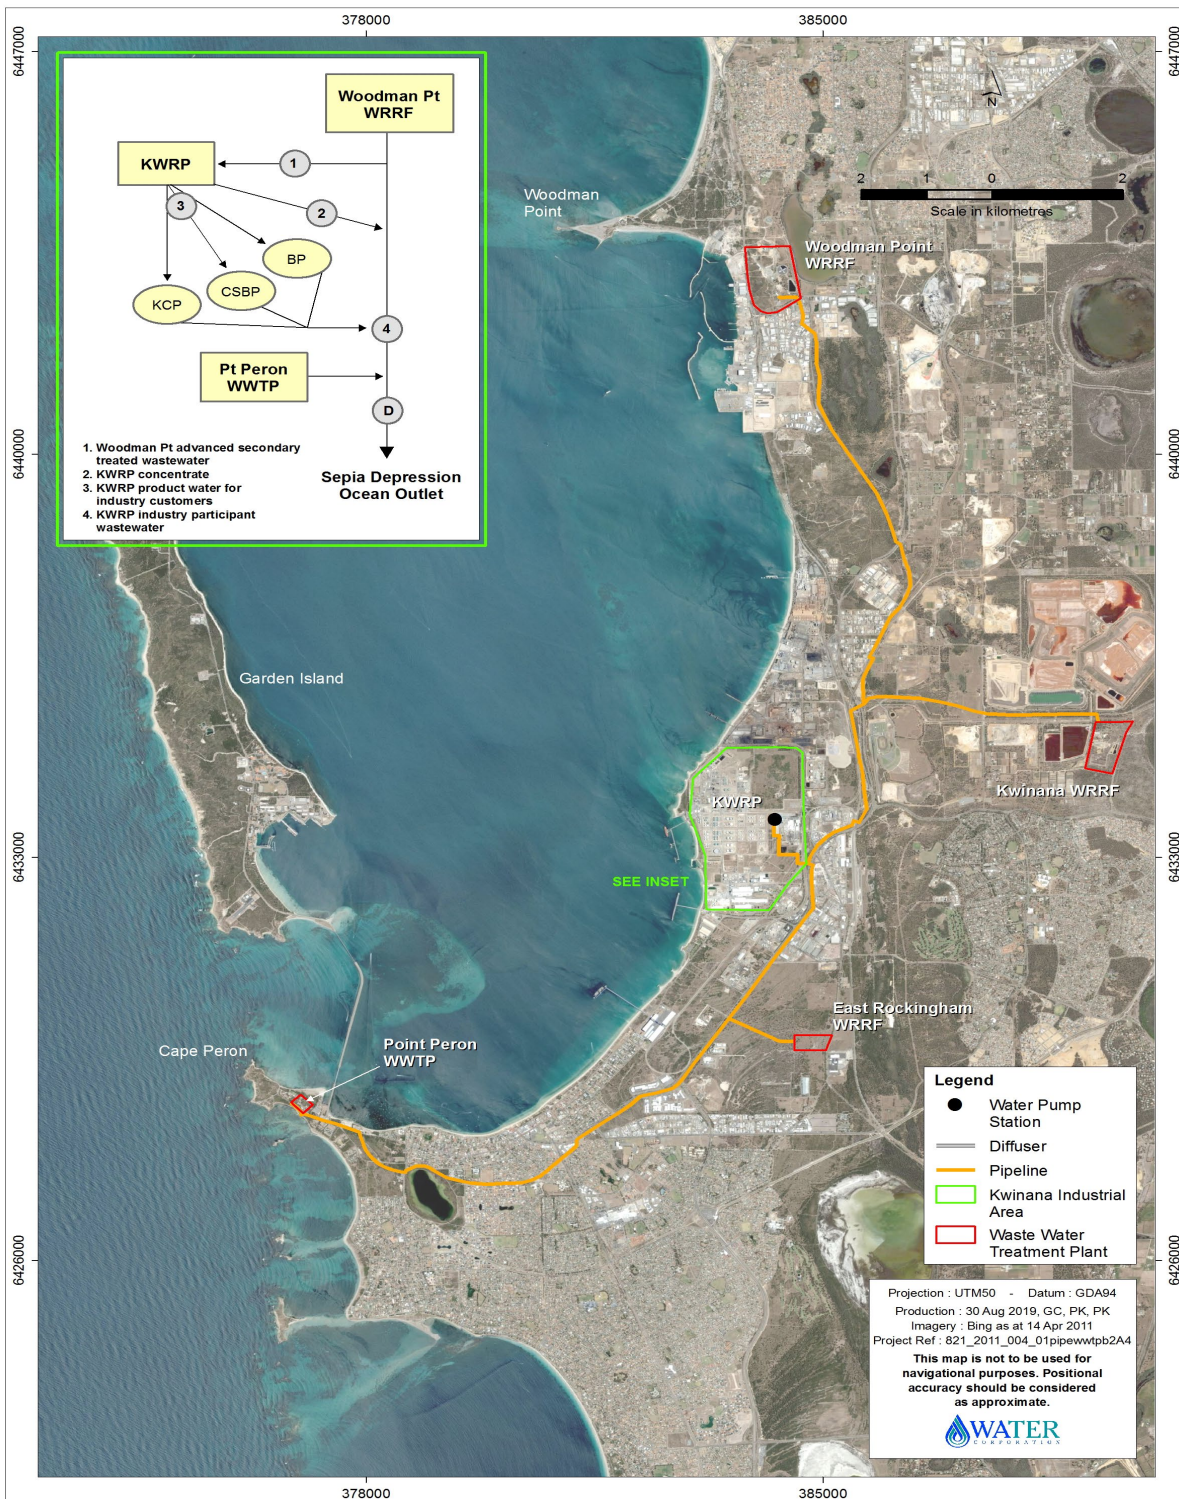 378000
385000
6447000
6447000
Woodman Pt
WRRF
KWRP
1
2
3
BP
CSBP
KCP
4
Pt Peron
WWTP
D
1. Woodman Pt advanced secondary
treated wastewater
2. KWRP concentrate
3. KWRP product water for
industry customers
4. KWRP industry participant
wastewater
Sepia Depression
Ocean Outlet
N
2 1 0 2
Scale in kilometres
Woodman
Point
Woodman Point
WRRF
6440000
6440000
Garden Island
Kwinana WRRF
KWRP
SEE INSET
6433000
6433000
East Rockingham
WRRF
Point Peron
WWTP
Cape Peron
Legend
Water Pump
Station
Diffuser
Pipeline
Kwinana Industrial
Area
Waste Water
Treatment Plant
6426000
6426000
Projection : UTM50 - Datum : GDA94
Production : 30 Aug 2019, GC, PK, PK
Imagery : Bing as at 14 Apr 2011
Project Ref : 821_2011_004_01pipewwtpb2A4
This map is not to be used for
navigational purposes. Positional
accuracy should be considered
as approximate.
WATER
CORPORATION
378000
385000